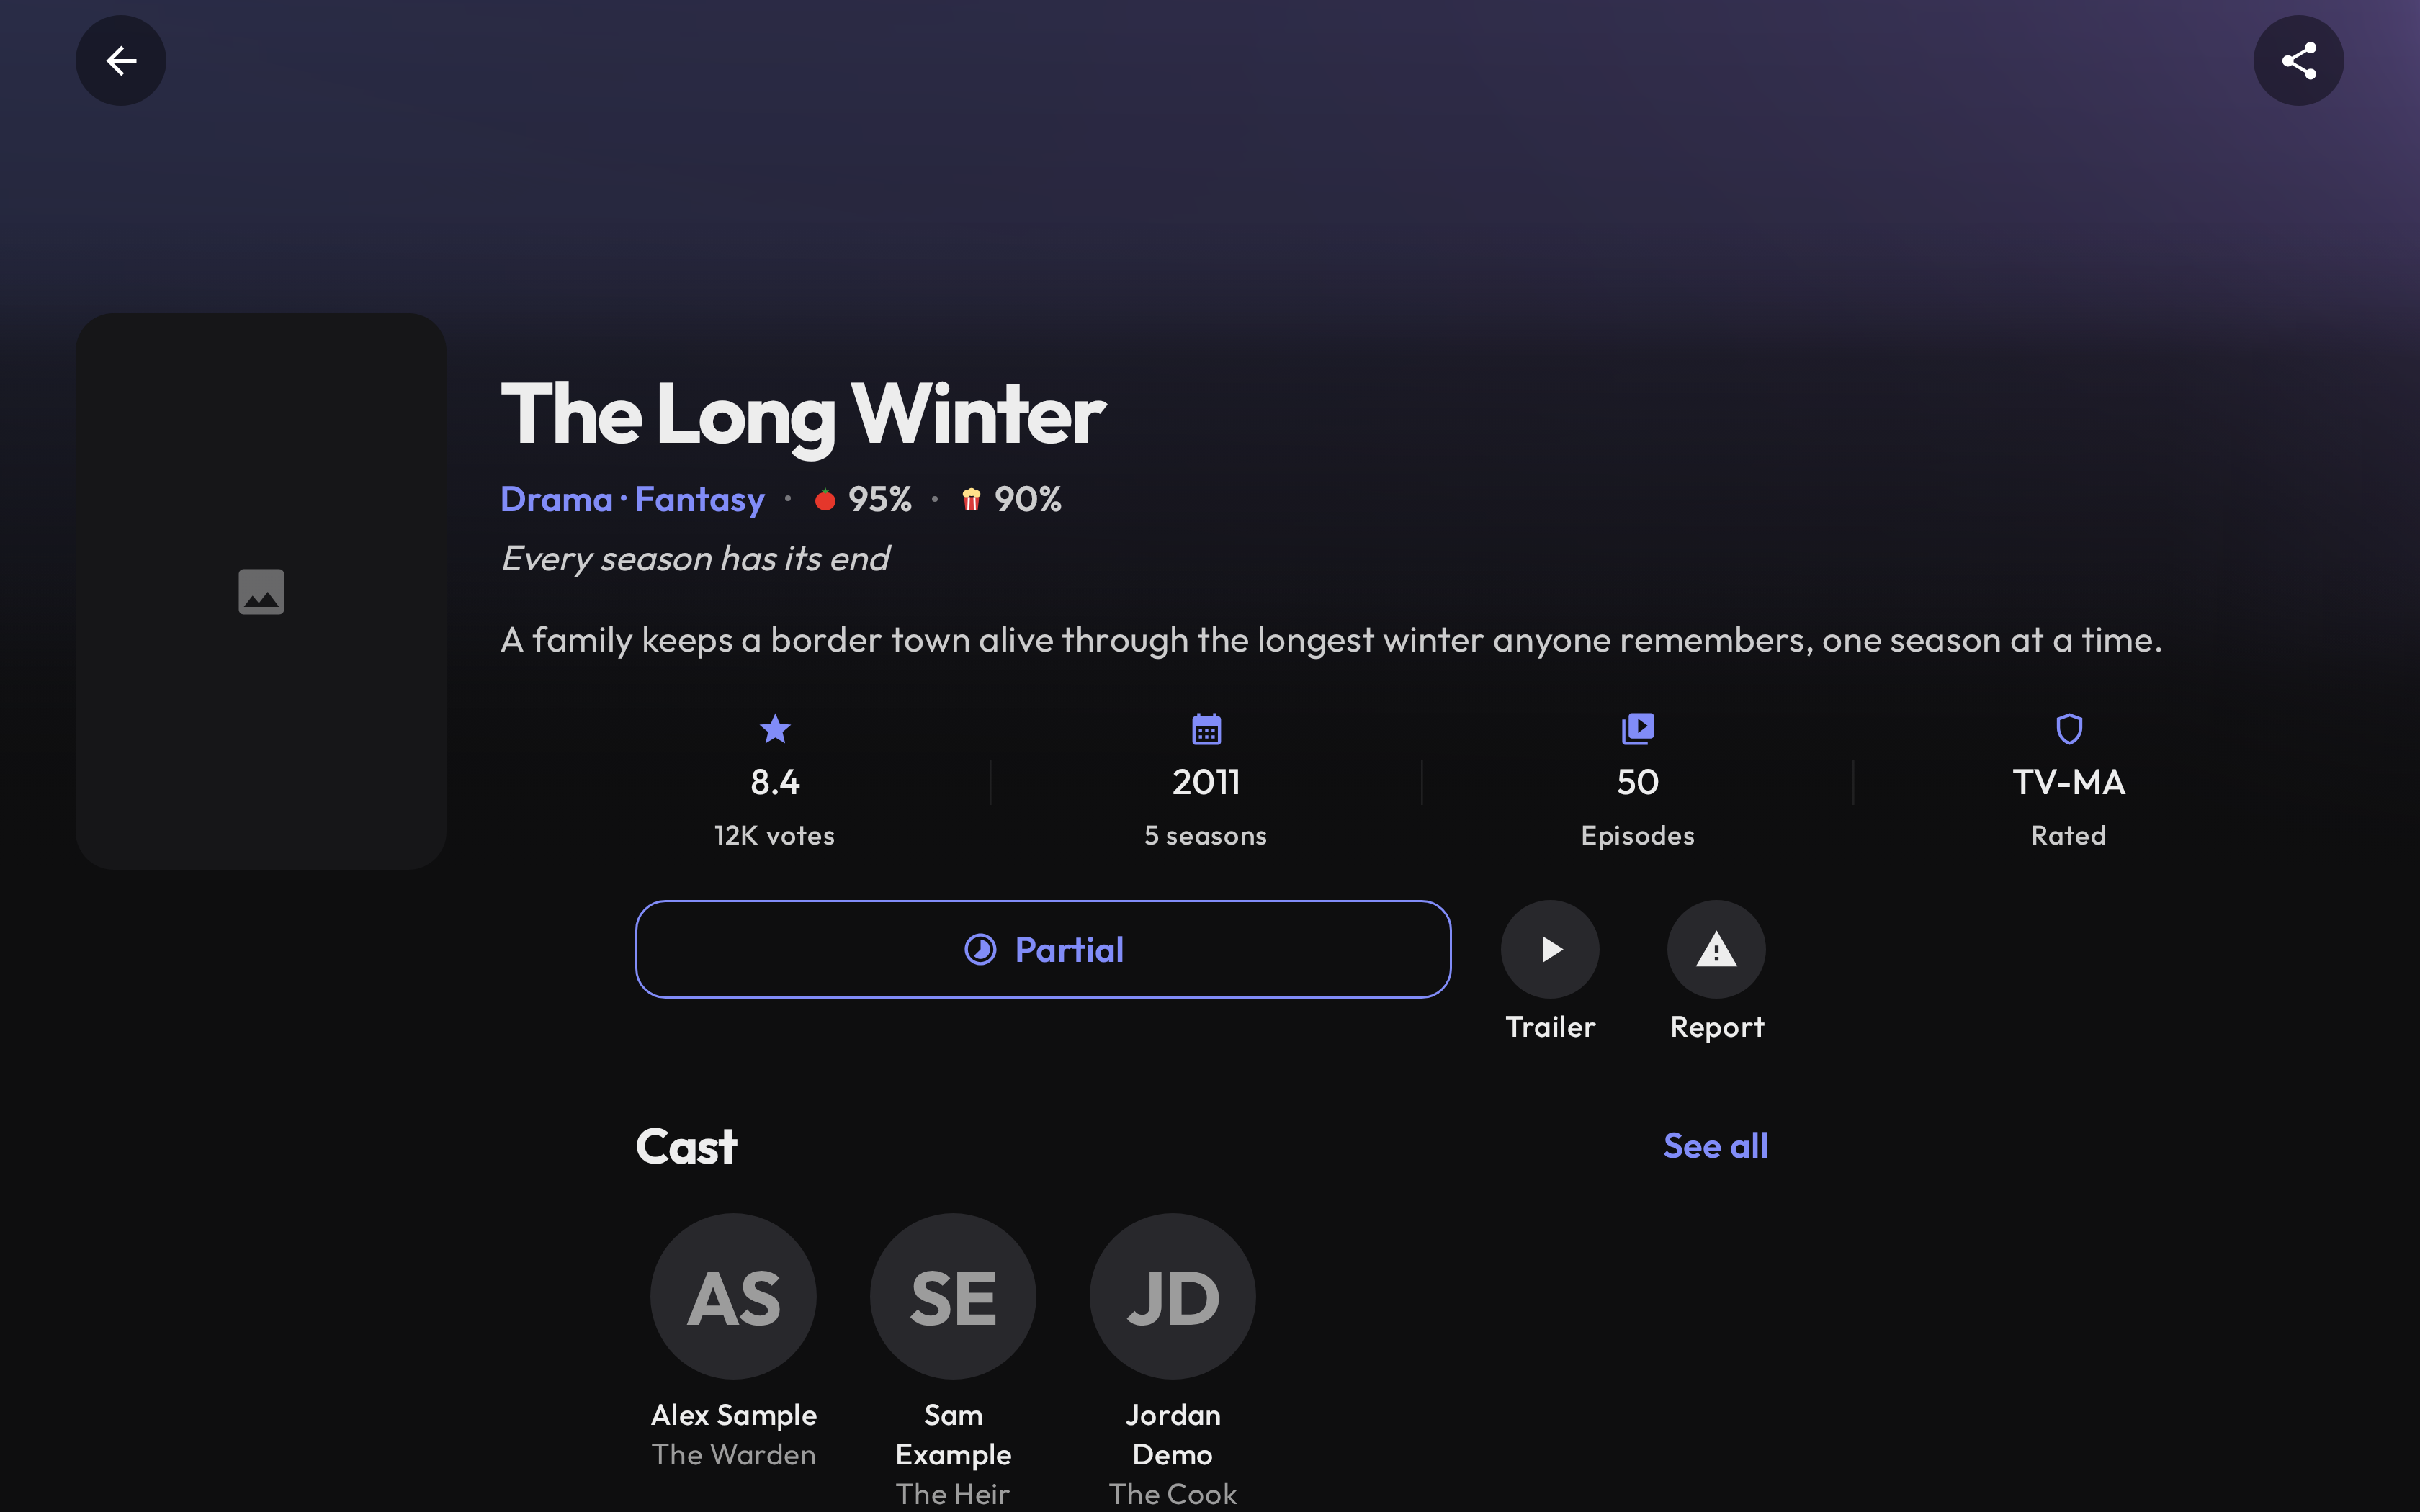 The Long Winter
Drama · Fantasy · 95% · 90%
Every season has its end
A family keeps a border town alive through the longest winter anyone remembers, one season at a time.
8.4 2011 50 TV-MA
12K votes 5 seasons Episodes Rated
Partial
Trailer Report
Cast See all
AS SE JD
Alex Sample Sam Jordan
The Warden Example Demo
The Heir The Cook